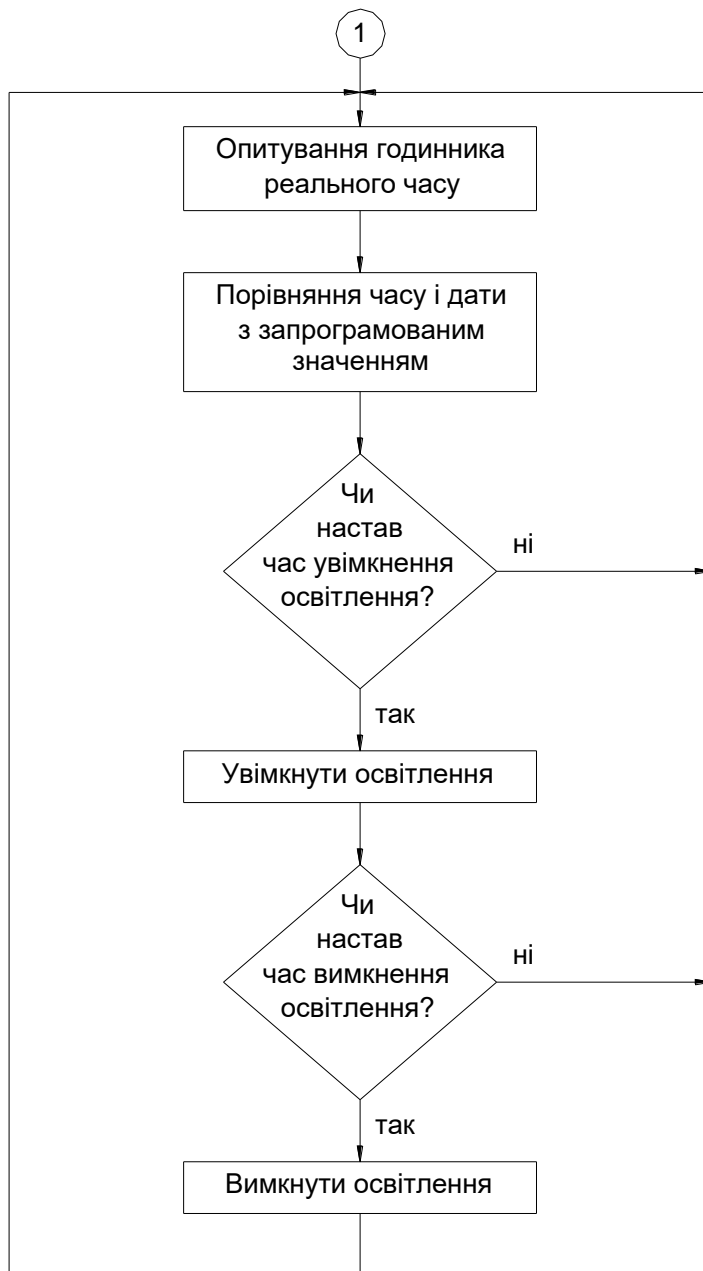 1
Опитування годинника
реального часу
Порівняння часу і дати
з запрограмованим
значенням
Чи
настав
час увімкнення
освітлення?
ні
так
Увімкнути освітлення
Чи
настав
час вимкнення
освітлення?
ні
так
Вимкнути освітлення